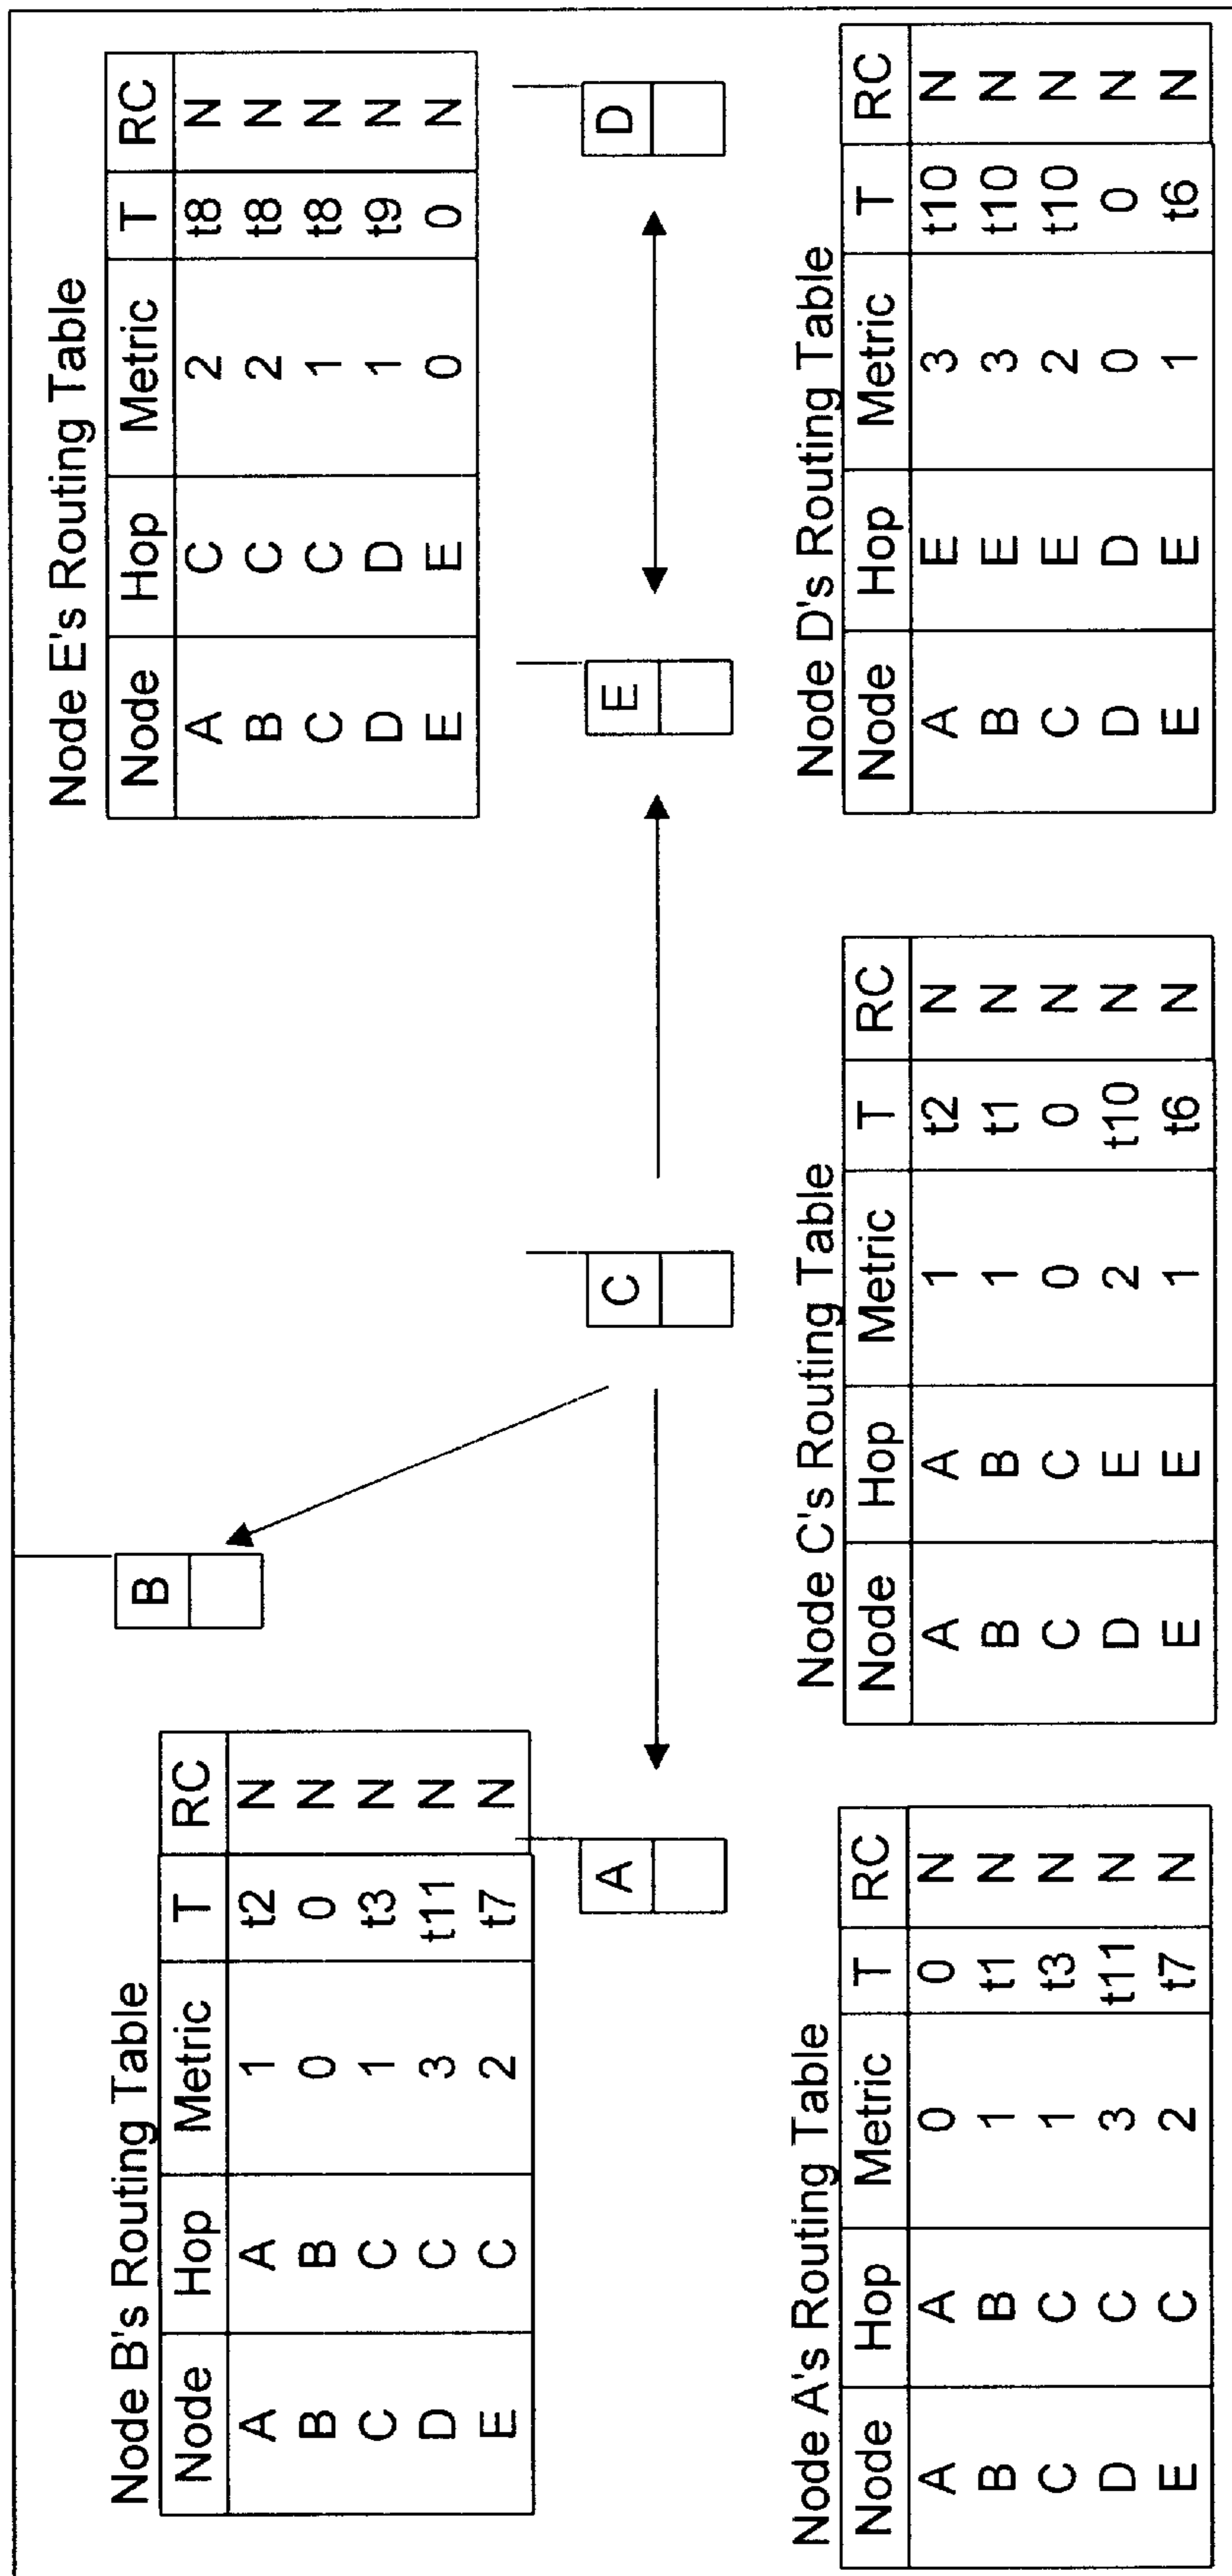 Node B's Routing Table
Node Hop Metric T RC
A A 1 t2 N
B B 0 0 N
C C 1 t3 N
D C 3 t11 N
E C 2 t7 N
B
Node E's Routing Table
Node Hop Metric T RC
A C 2 t8 N
B C 2 t8 N
C C 1 t8 N
D D 1 t9 N
E E 0 0 N
A
C
E
D
Node A's Routing Table
Node Hop Metric T RC
A A 0 0 N
B B 1 t1 N
C C 1 t3 N
D C 3 t11 N
E C 2 t7 N
Node C's Routing Table
Node Hop Metric T RC
A A 1 t2 N
B B 1 t1 N
C C 0 0 N
D E 2 t10 N
E E 1 t6 N
Node D's Routing Table
Node Hop Metric T RC
A E 3 t10 N
B E 3 t10 N
C E 2 t10 N
D D 0 0 N
E E 1 t6 N